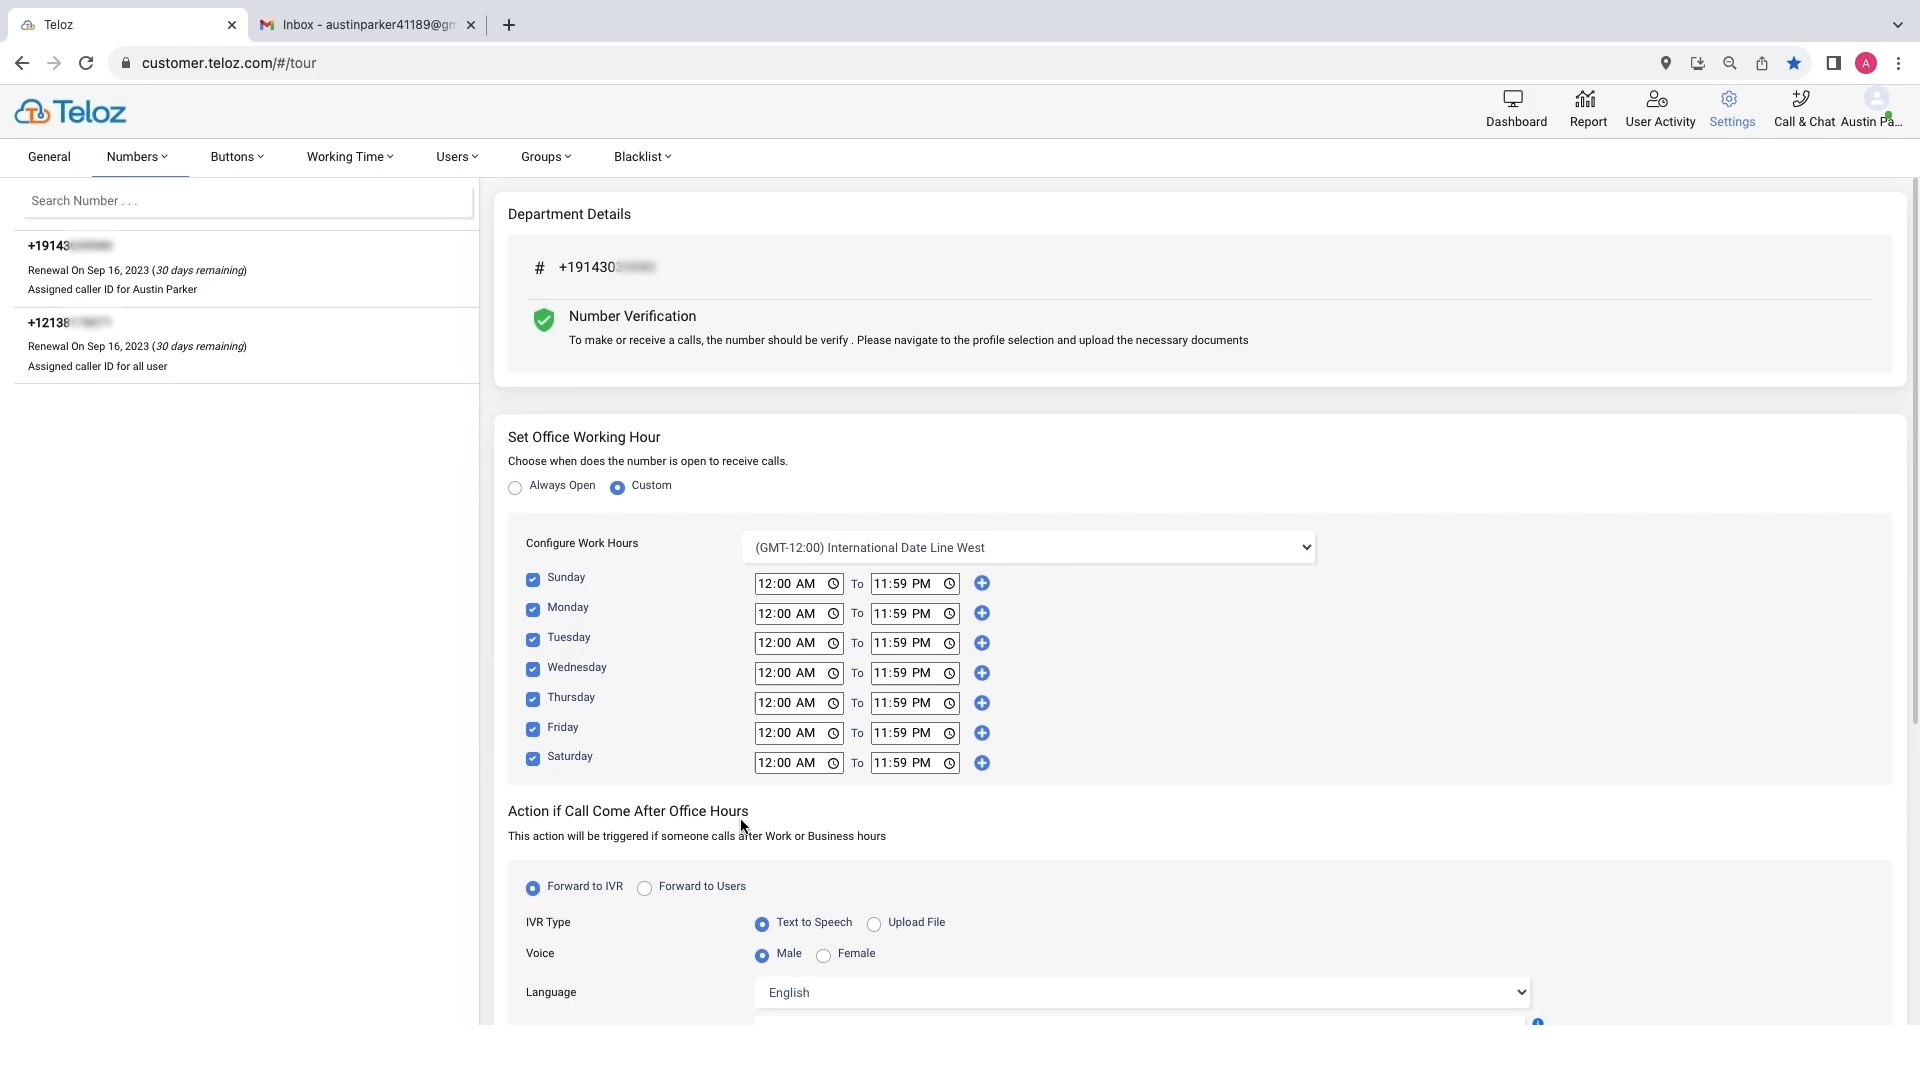 Teloz
Inbox - austinparker41189@gm
customer.teloz.com/#/tour
A
Teloz
Dashboard
Report
User Activity
Settings
Call & Chat
Austin Pa...
General
Numbers
Buttons
Working Time
Users
Groups
Blacklist
Search Number . . .
+19143
Renewal On Sep 16, 2023 (30 days remaining)
Assigned caller ID for Austin Parker
+12138
Renewal On Sep 16, 2023 (30 days remaining)
Assigned caller ID for all user
Department Details
# +191430
Number Verification
To make or receive a calls, the number should be verify . Please navigate to the profile selection and upload the necessary documents
Set Office Working Hour
Choose when does the number is open to receive calls.
Always Open
Custom
Configure Work Hours
(GMT-12:00) International Date Line West
Sunday 12:00 AM To 11:59 PM
Monday 12:00 AM To 11:59 PM
Tuesday 12:00 AM To 11:59 PM
Wednesday 12:00 AM To 11:59 PM
Thursday 12:00 AM To 11:59 PM
Friday 12:00 AM To 11:59 PM
Saturday 12:00 AM To 11:59 PM
Action if Call Come After Office Hours
This action will be triggered if someone calls after Work or Business hours
Forward to IVR
Forward to Users
IVR Type
Text to Speech
Upload File
Voice
Male
Female
Language
English